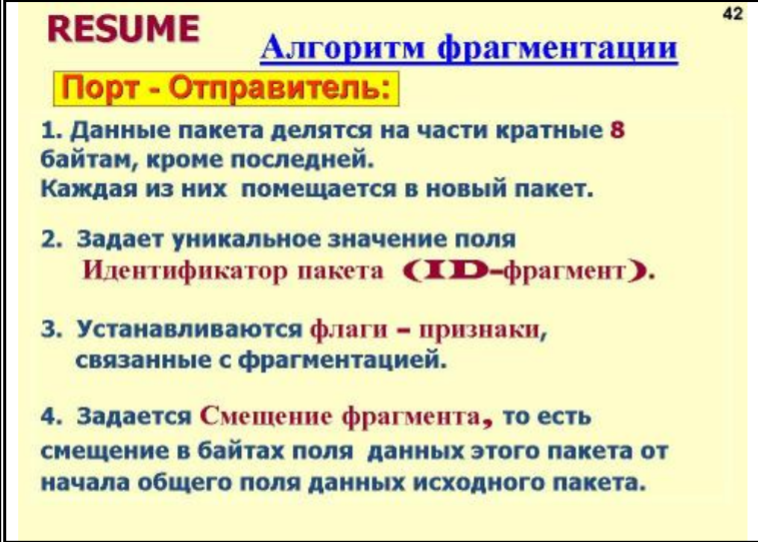 42
RESUME
Алгоритм фрагментации
Порт - Отправитель:
1. Данные пакета делятся на части кратные 8
байтам, кроме последней.
Каждая из них помещается в новый пакет.
2. Задает уникальное значение поля
Идентификатор пакета (ID-фрагмент).
3. Устанавливаются флаги – признаки,
связанные с фрагментацией.
4. Задается Смещение фрагмента, то есть
смещение в байтах поля данных этого пакета от
начала общего поля данных исходного пакета.